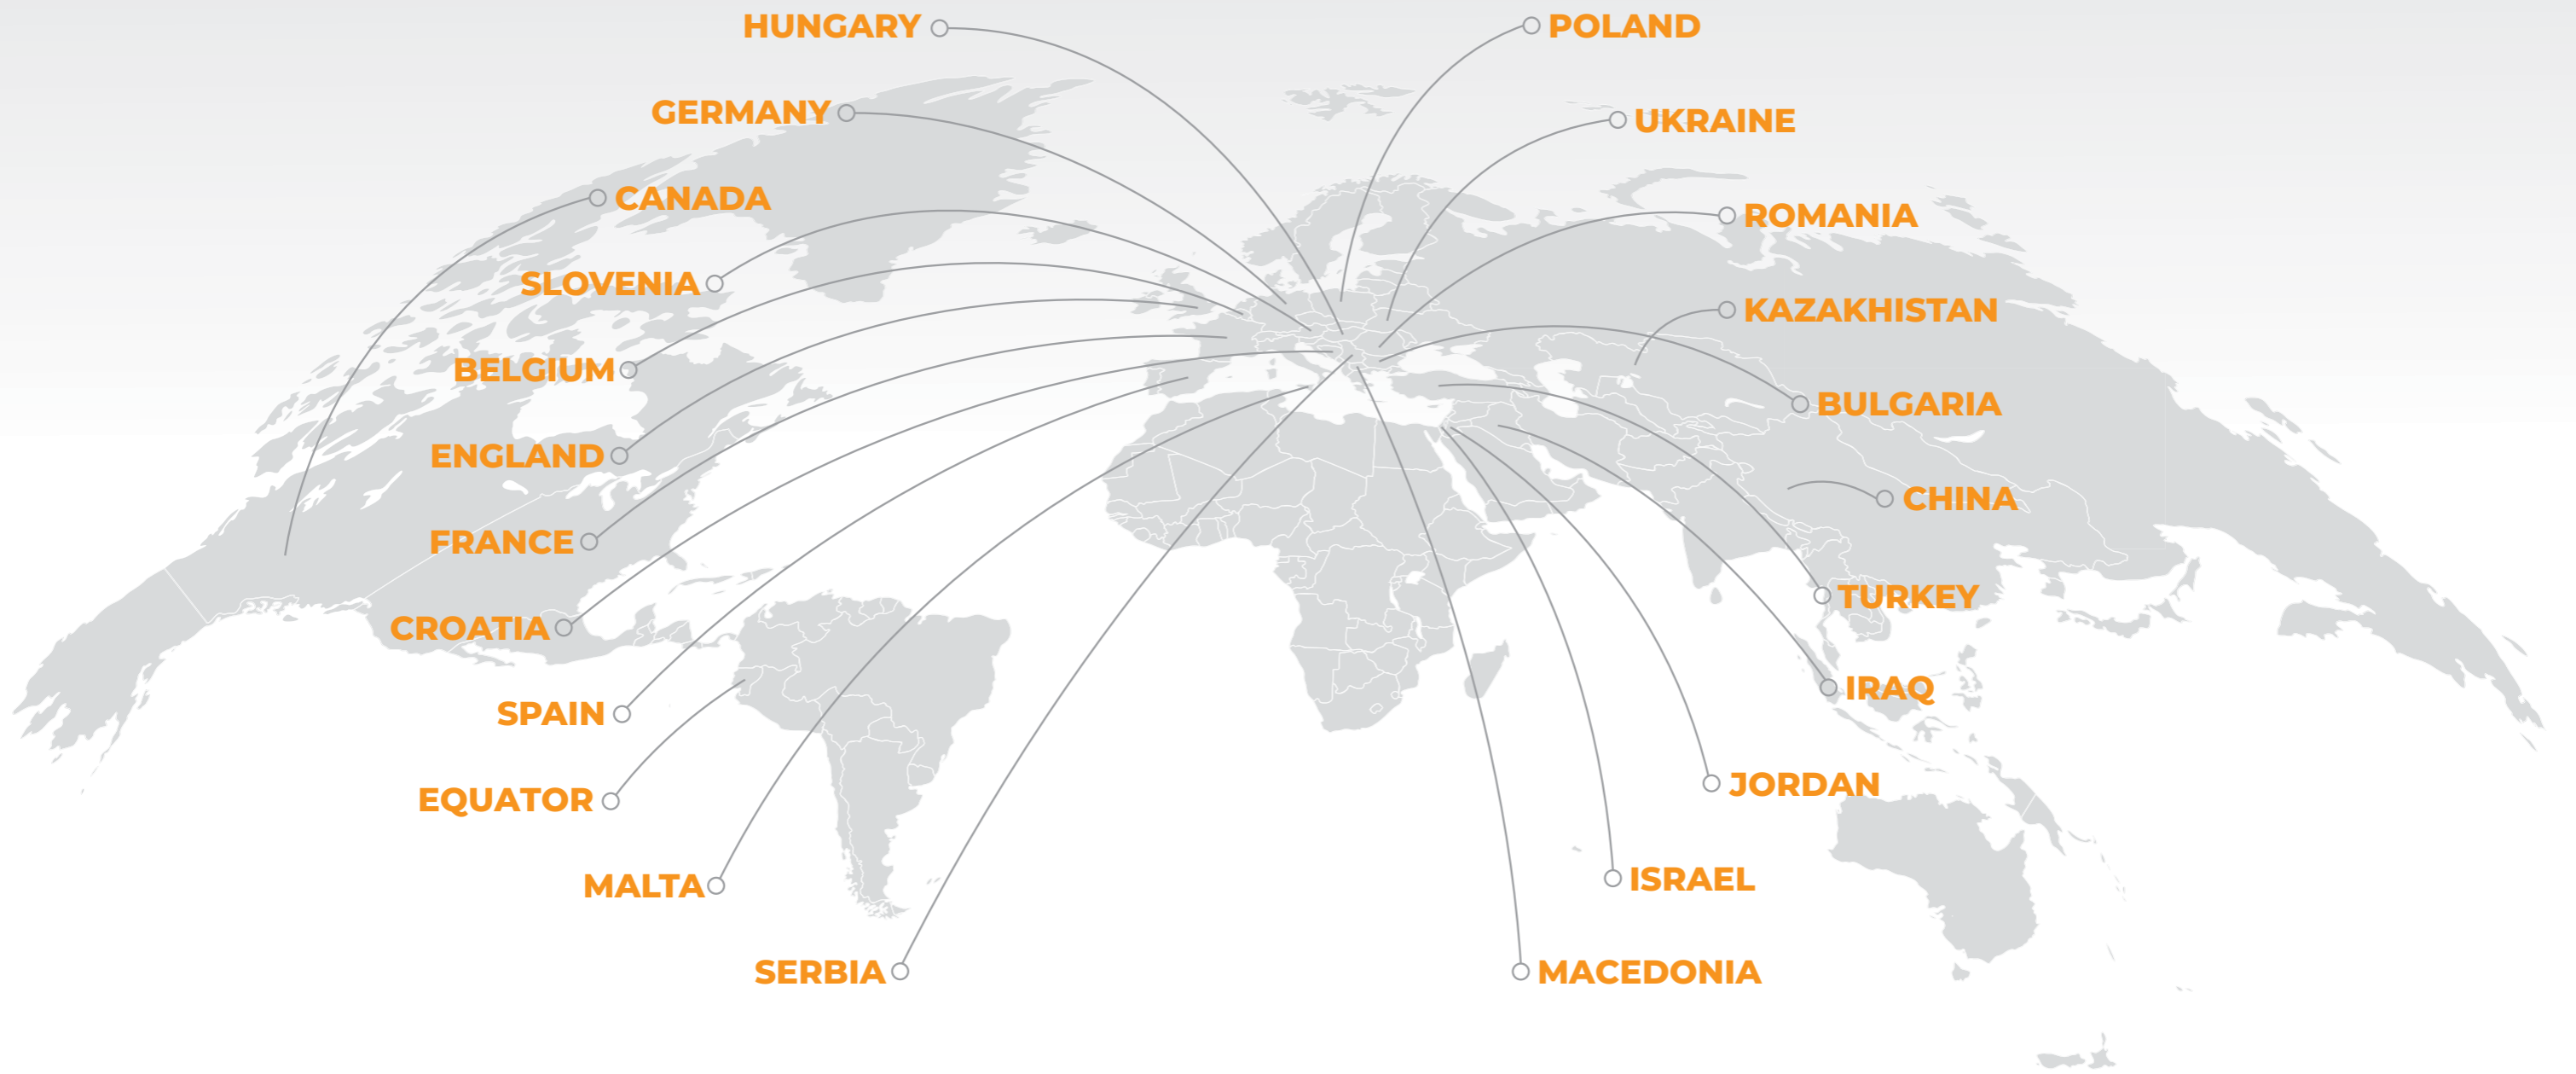 HUNGARY
POLAND
GERMANY
UKRAINE
CANADA
ROMANIA
SLOVENIA
KAZAKHISTAN
BELGIUM
BULGARIA
ENGLAND
CHINA
FRANCE
TURKEY
CROATIA
IRAQ
SPAIN
JORDAN
EQUATOR
ISRAEL
MALTA
SERBIA
MACEDONIA